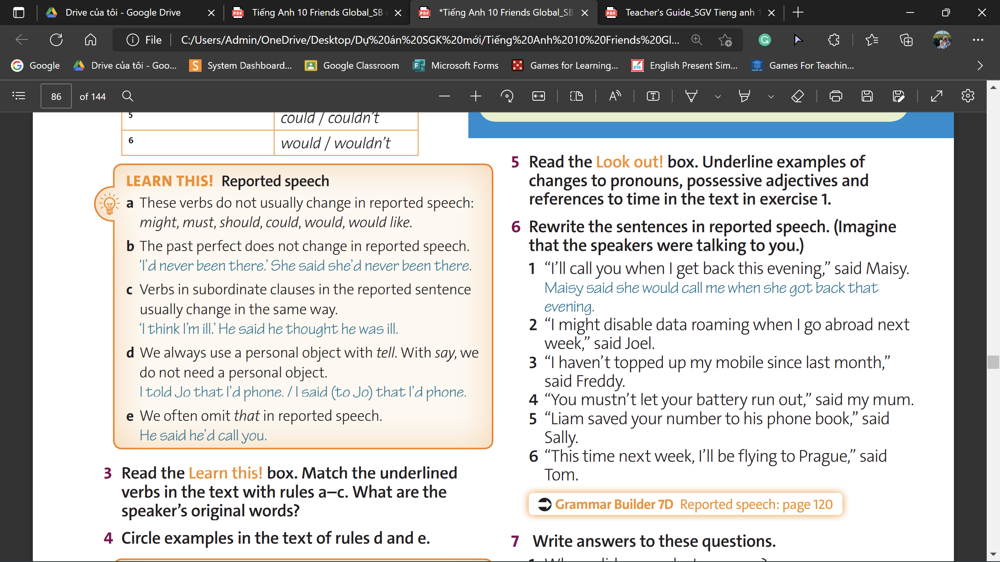 Drive của tôi - Google Drive
Tiếng Anh 10 Friends Global_SB
*Tiếng Anh 10 Friends Global_SB
Teacher's Guide_SGV Tieng anh 1
File
C:/Users/Admin/OneDrive/Desktop/Dự%20án%20SGK%20mới/Tiếng%20Anh%2010%20Friends%20Gl...
Google
Drive của tôi - Goo...
System Dashboard...
Google Classroom
Microsoft Forms
Games for Learning...
English Present Sim...
Games For Teachin...
86 of 144
5 could / couldn't
6 would / wouldn't
LEARN THIS! Reported speech
a These verbs do not usually change in reported speech:
might, must, should, could, would, would like.
b The past perfect does not change in reported speech.
'I'd never been there.' She said she'd never been there.
c Verbs in subordinate clauses in the reported sentence
usually change in the same way.
'I think I'm ill.' He said he thought he was ill.
d We always use a personal object with tell. With say, we
do not need a personal object.
I told Jo that I'd phone. / I said (to Jo) that I'd phone.
e We often omit that in reported speech.
He said he'd call you.
3 Read the Learn this! box. Match the underlined
verbs in the text with rules a–c. What are the
speaker's original words?
4 Circle examples in the text of rules d and e.
5 Read the Look out! box. Underline examples of
changes to pronouns, possessive adjectives and
references to time in the text in exercise 1.
6 Rewrite the sentences in reported speech. (Imagine
that the speakers were talking to you.)
1 “I'll call you when I get back this evening,” said Maisy.
Maisy said she would call me when she got back that
evening.
2 “I might disable data roaming when I go abroad next
week,” said Joel.
3 “I haven't topped up my mobile since last month,”
said Freddy.
4 “You mustn't let your battery run out,” said my mum.
5 “Liam saved your number to his phone book,” said
Sally.
6 “This time next week, I'll be flying to Prague,” said
Tom.
Grammar Builder 7D Reported speech: page 120
7 Write answers to these questions.